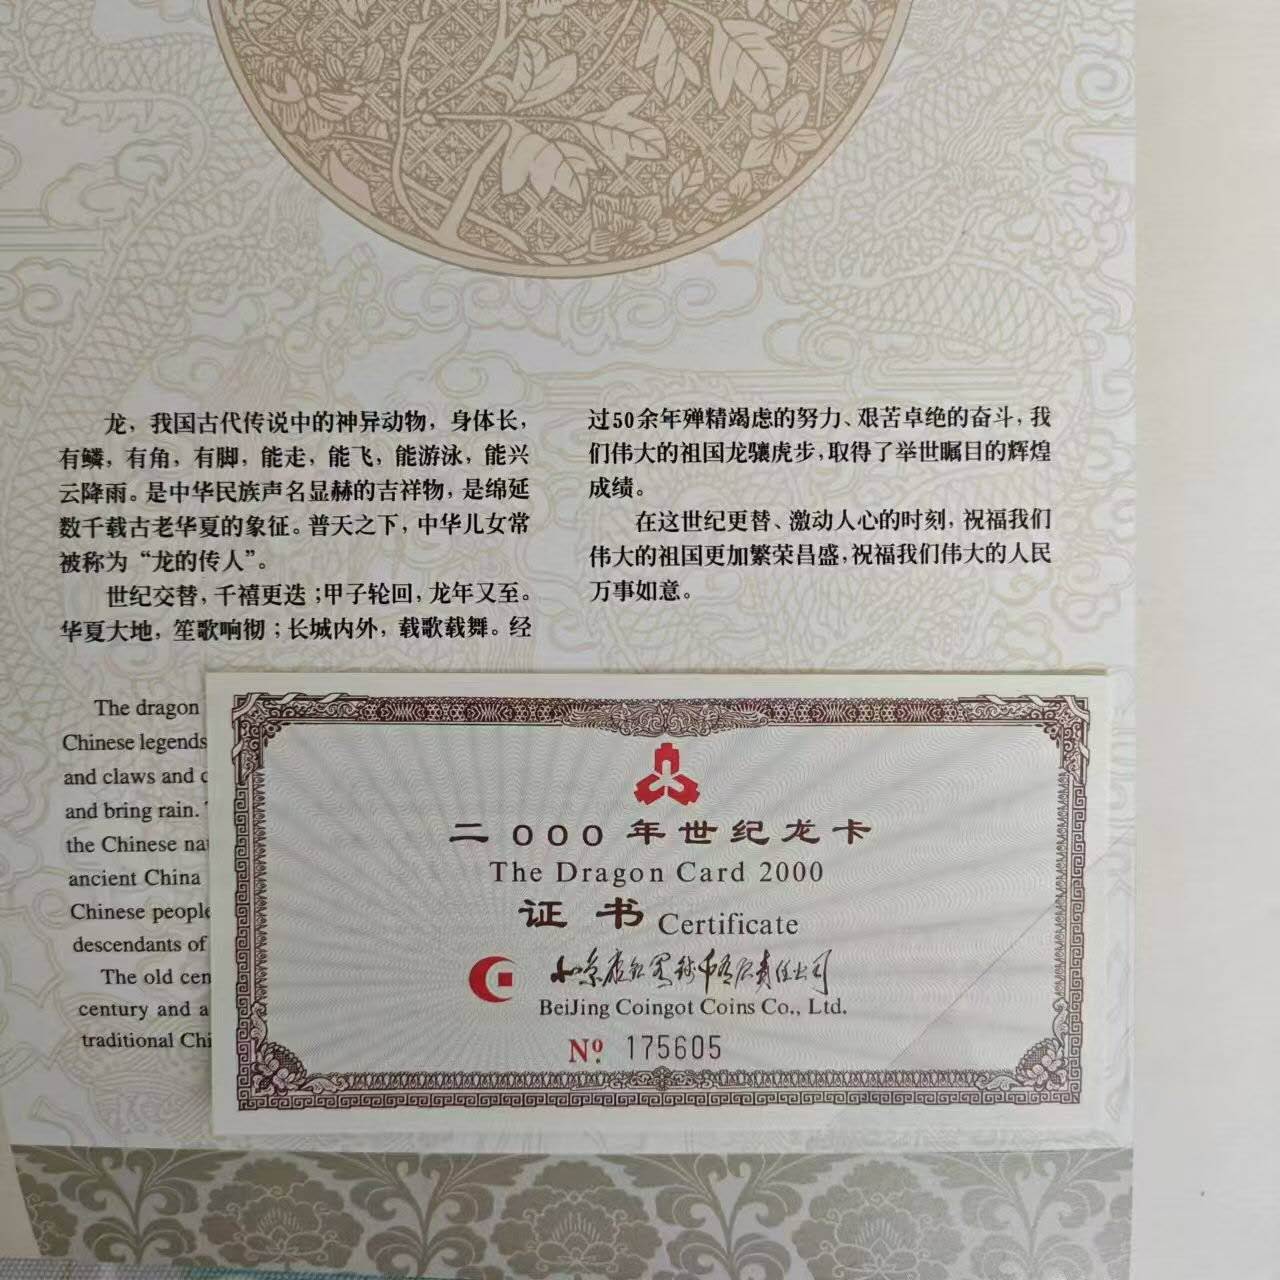 龙，我国古代传说中的神异动物，身体长，
有鳞，有角，有脚，能走，能飞，能游泳，能兴
云降雨。是中华民族声名显赫的吉祥物，是绵延
数千载古老华夏的象征。普天之下，中华儿女常
被称为“龙的传人”。
世纪交替，千禧更迭；甲子轮回，龙年又至。
华夏大地，笙歌响彻；长城内外，载歌载舞。经
过50余年殚精竭虑的努力、艰苦卓绝的奋斗，我
们伟大的祖国龙骧虎步，取得了举世瞩目的辉煌
成绩。
在这世纪更替、激动人心的时刻，祝福我们
伟大的祖国更加繁荣昌盛，祝福我们伟大的人民
万事如意。
The dragon
Chinese legends
and claws and
and bring rain.
the Chinese
ancient China
Chinese people
descendants of
The old
century and a
traditional
二000年世纪龙卡
The Dragon Card 2000
证书 Certificate
BeiJing Coingot Coins Co., Ltd.
Nº 175605